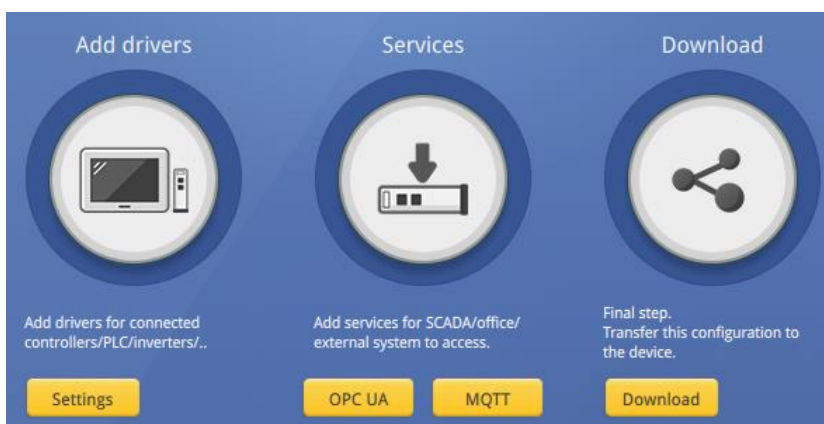 Add drivers
Services
Download
Add drivers for connected
controllers/PLC/inverters/..
Add services for SCADA/office/
external system to access.
Final step.
Transfer this configuration to
the device.
Settings
OPC UA
MQTT
Download